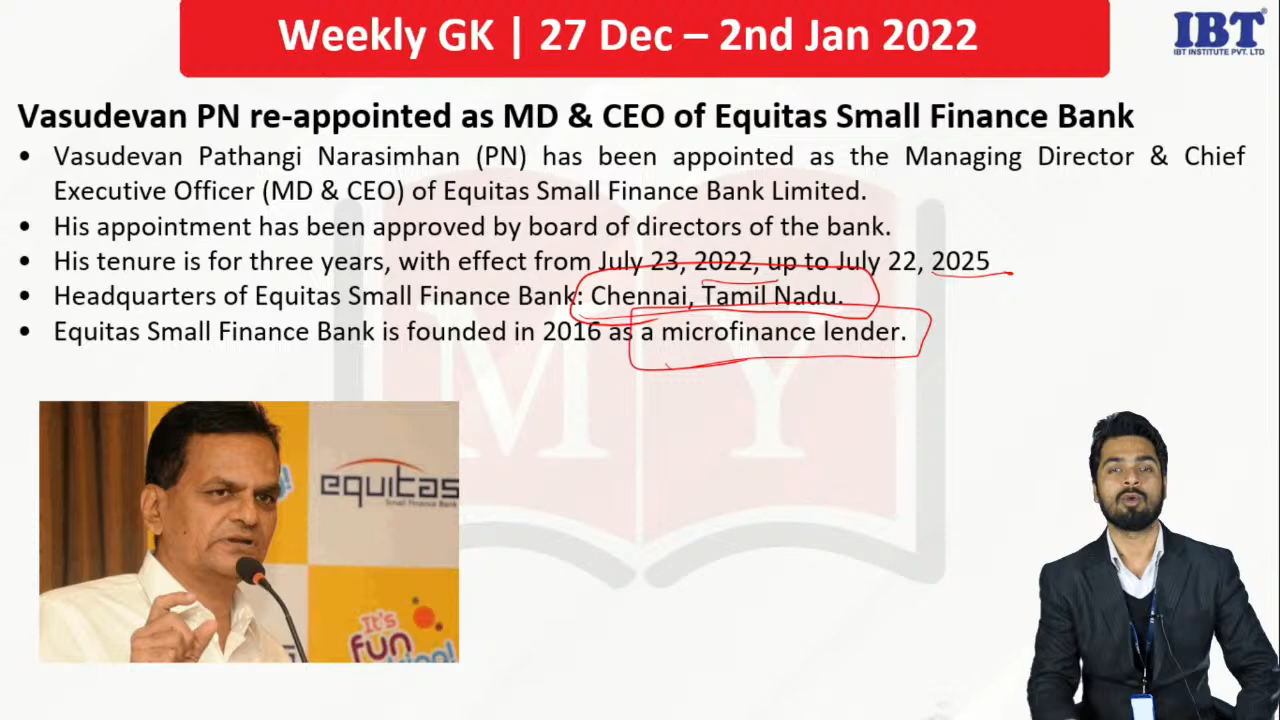 Weekly GK | 27 Dec – 2nd Jan 2022
IBT
IBT INSTITUTE PVT. LTD
Vasudevan PN re-appointed as MD & CEO of Equitas Small Finance Bank
• Vasudevan Pathangi Narasimhan (PN) has been appointed as the Managing Director & Chief
Executive Officer (MD & CEO) of Equitas Small Finance Bank Limited.
• His appointment has been approved by board of directors of the bank.
• His tenure is for three years, with effect from July 23, 2022, up to July 22, 2025
• Headquarters of Equitas Small Finance Bank: Chennai, Tamil Nadu.
• Equitas Small Finance Bank is founded in 2016 as a microfinance lender.
M Y
equitas
Small Finance Bank
It's
fun